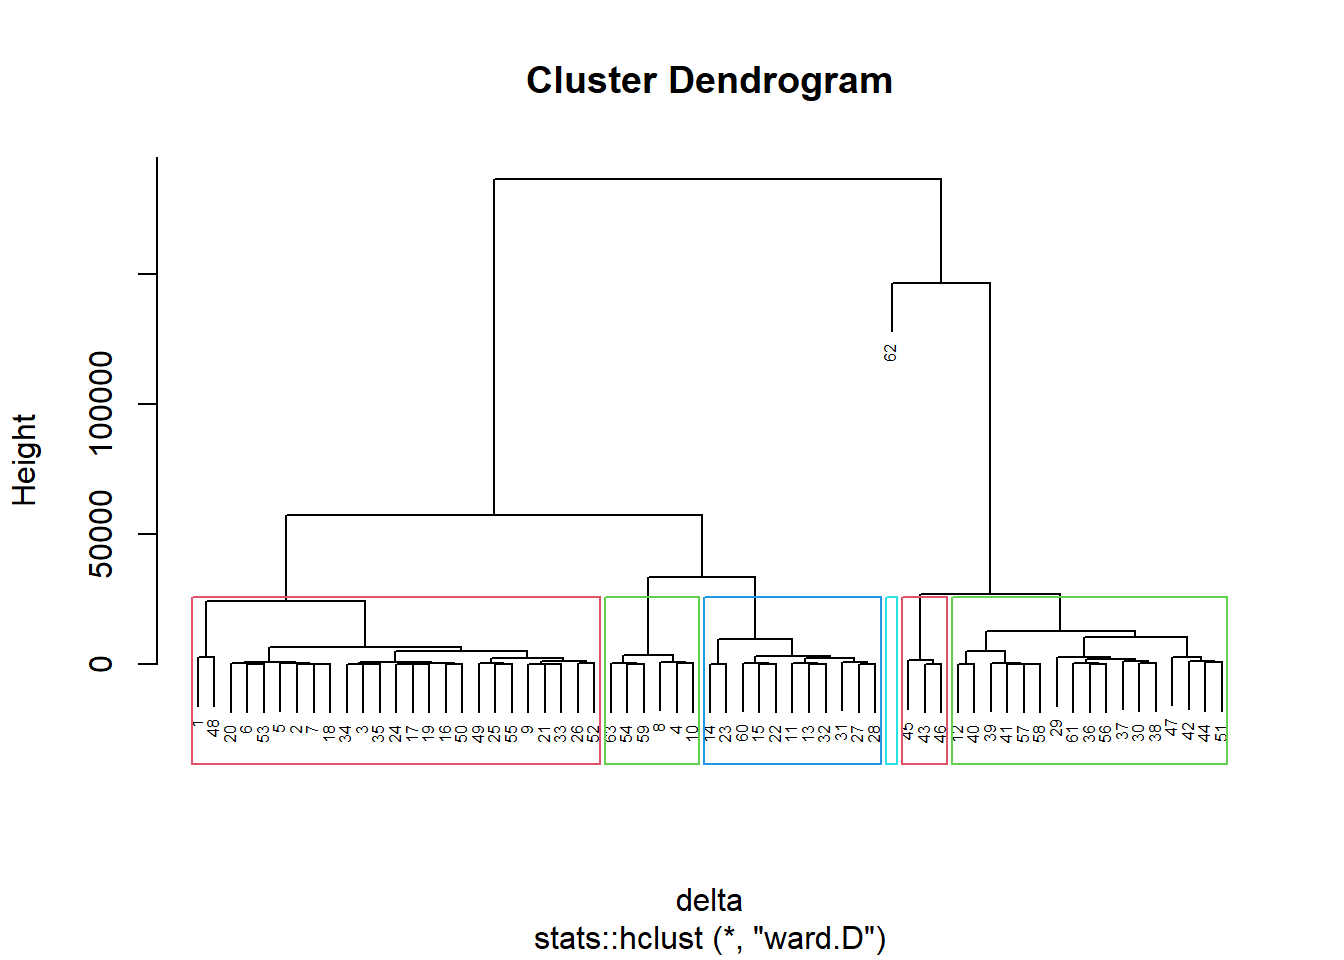 Cluster Dendrogram
Height
0 50000 100000
62
1 48 20 6 53 5 2 7 18 34 3 35 24 17 19 16 50 49 25 55 9 21 33 26 52 63 54 59 8 4 10 14 23 60 15 22 11 13 32 31 27 28 45 43 46 12 40 39 41 57 58 29 61 36 56 37 30 38 47 42 44 51
delta
stats::hclust (*, "ward.D")